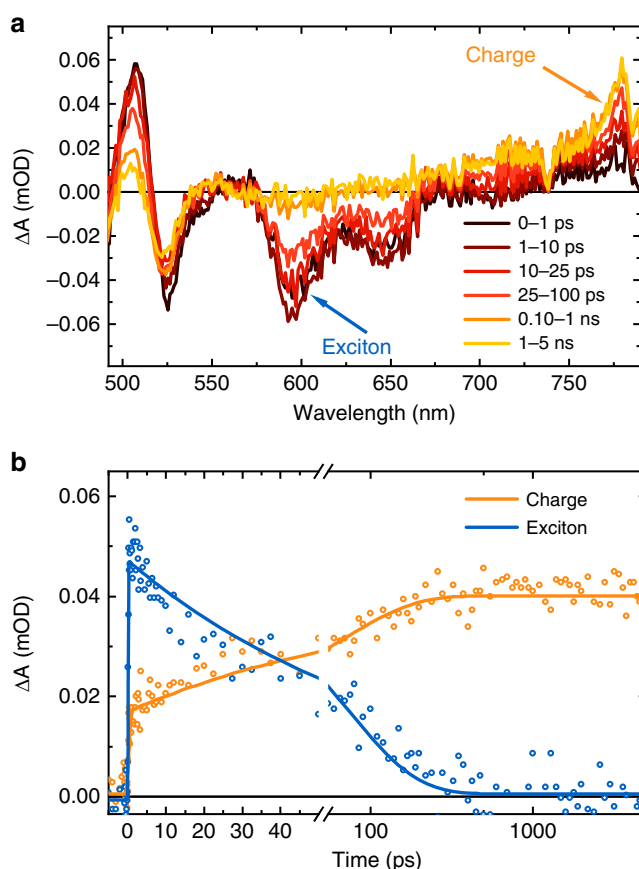 a
0.06
0.04
0.02
0.00
−0.02
−0.04
−0.06
ΔA (mOD)
Charge
Exciton
0–1 ps
1–10 ps
10–25 ps
25–100 ps
0.10–1 ns
1–5 ns
500 550 600 650 700 750
Wavelength (nm)
b
0.06
0.04
0.02
0.00
ΔA (mOD)
Charge
Exciton
0 10 20 30 40 100 1000
Time (ps)